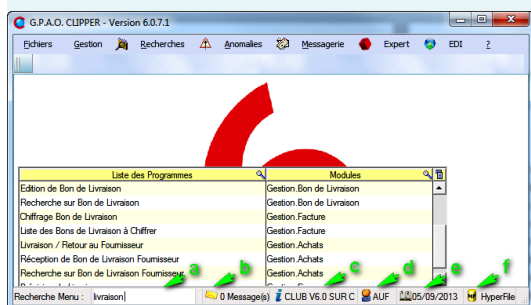 G.P.A.O. CLIPPER - Version 6.0.7.1
Fichiers Gestion Recherches Anomalies Messagerie Expert EDI ?
Liste des Programmes Modules
Edition de Bon de Livraison Gestion.Bon de Livraison
Recherche sur Bon de Livraison Gestion.Bon de Livraison
Chiffrage Bon de Livraison Gestion.Facture
Liste des Bons de Livraison à Chiffrer Gestion.Facture
Livraison / Retour au Fournisseur Gestion.Achats
Réception de Bon de Livraison Fournisseur Gestion.Achats
Recherche sur Bon de Livraison Fournisseur Gestion.Achats
a b c d e f
Recherche Menu : livraison 0 Message(s) CLUB V6.0 SUR C AUF 05/09/2013 HyperFile